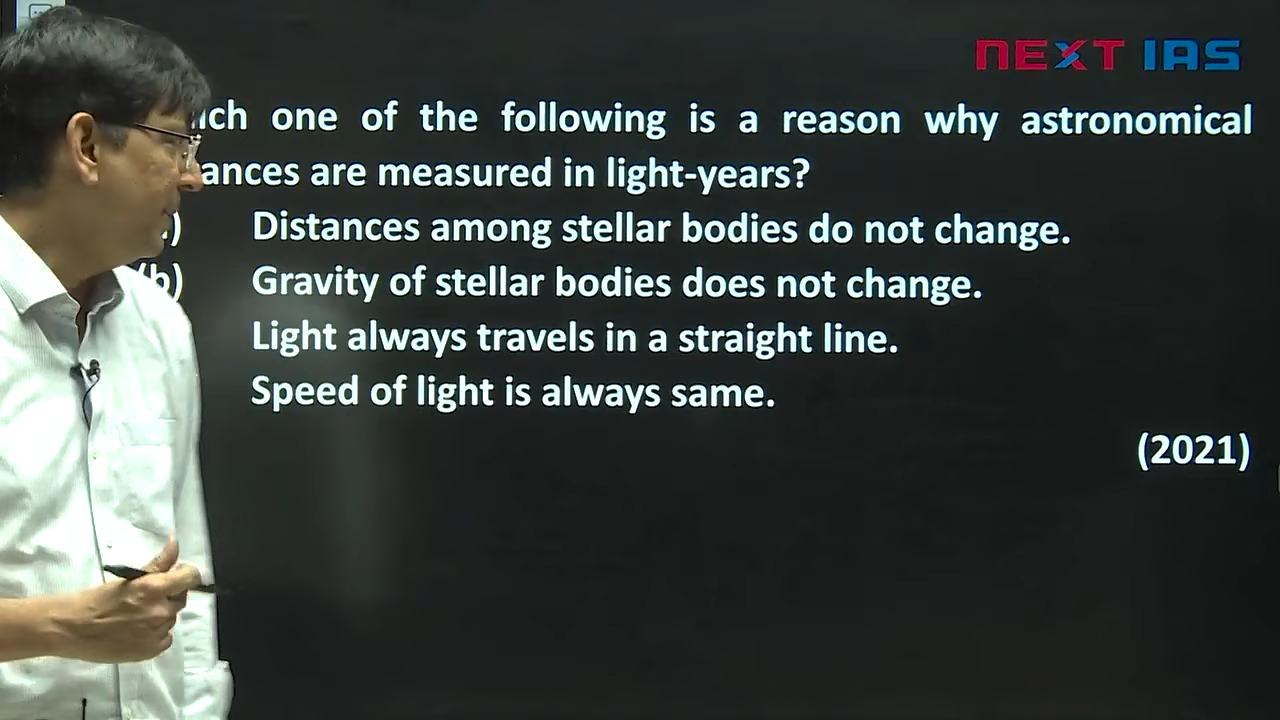 NEXT IAS
one of the following is a reason why astronomical
are measured in light-years?
Distances among stellar bodies do not change.
(b) Gravity of stellar bodies does not change.
Light always travels in a straight line.
Speed of light is always same.
(2021)